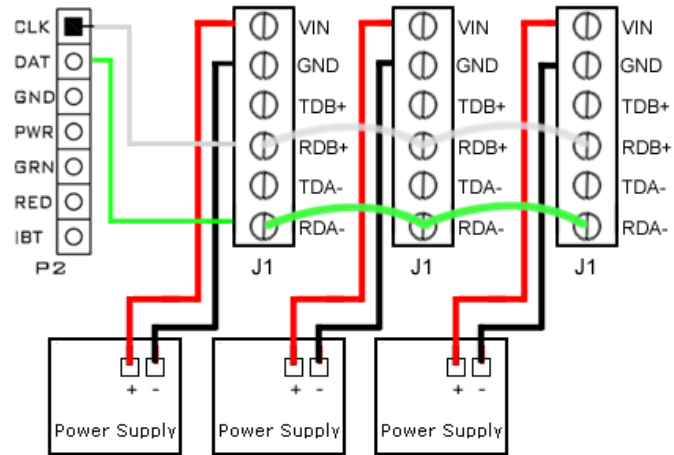 CLK
DAT
GND
PWR
GRN
RED
IBT
P2
VIN
GND
TDB+
RDB+
TDA-
RDA-
J1
VIN
GND
TDB+
RDB+
TDA-
RDA-
J1
VIN
GND
TDB+
RDB+
TDA-
RDA-
J1
+ -
Power Supply
+ -
Power Supply
+ -
Power Supply